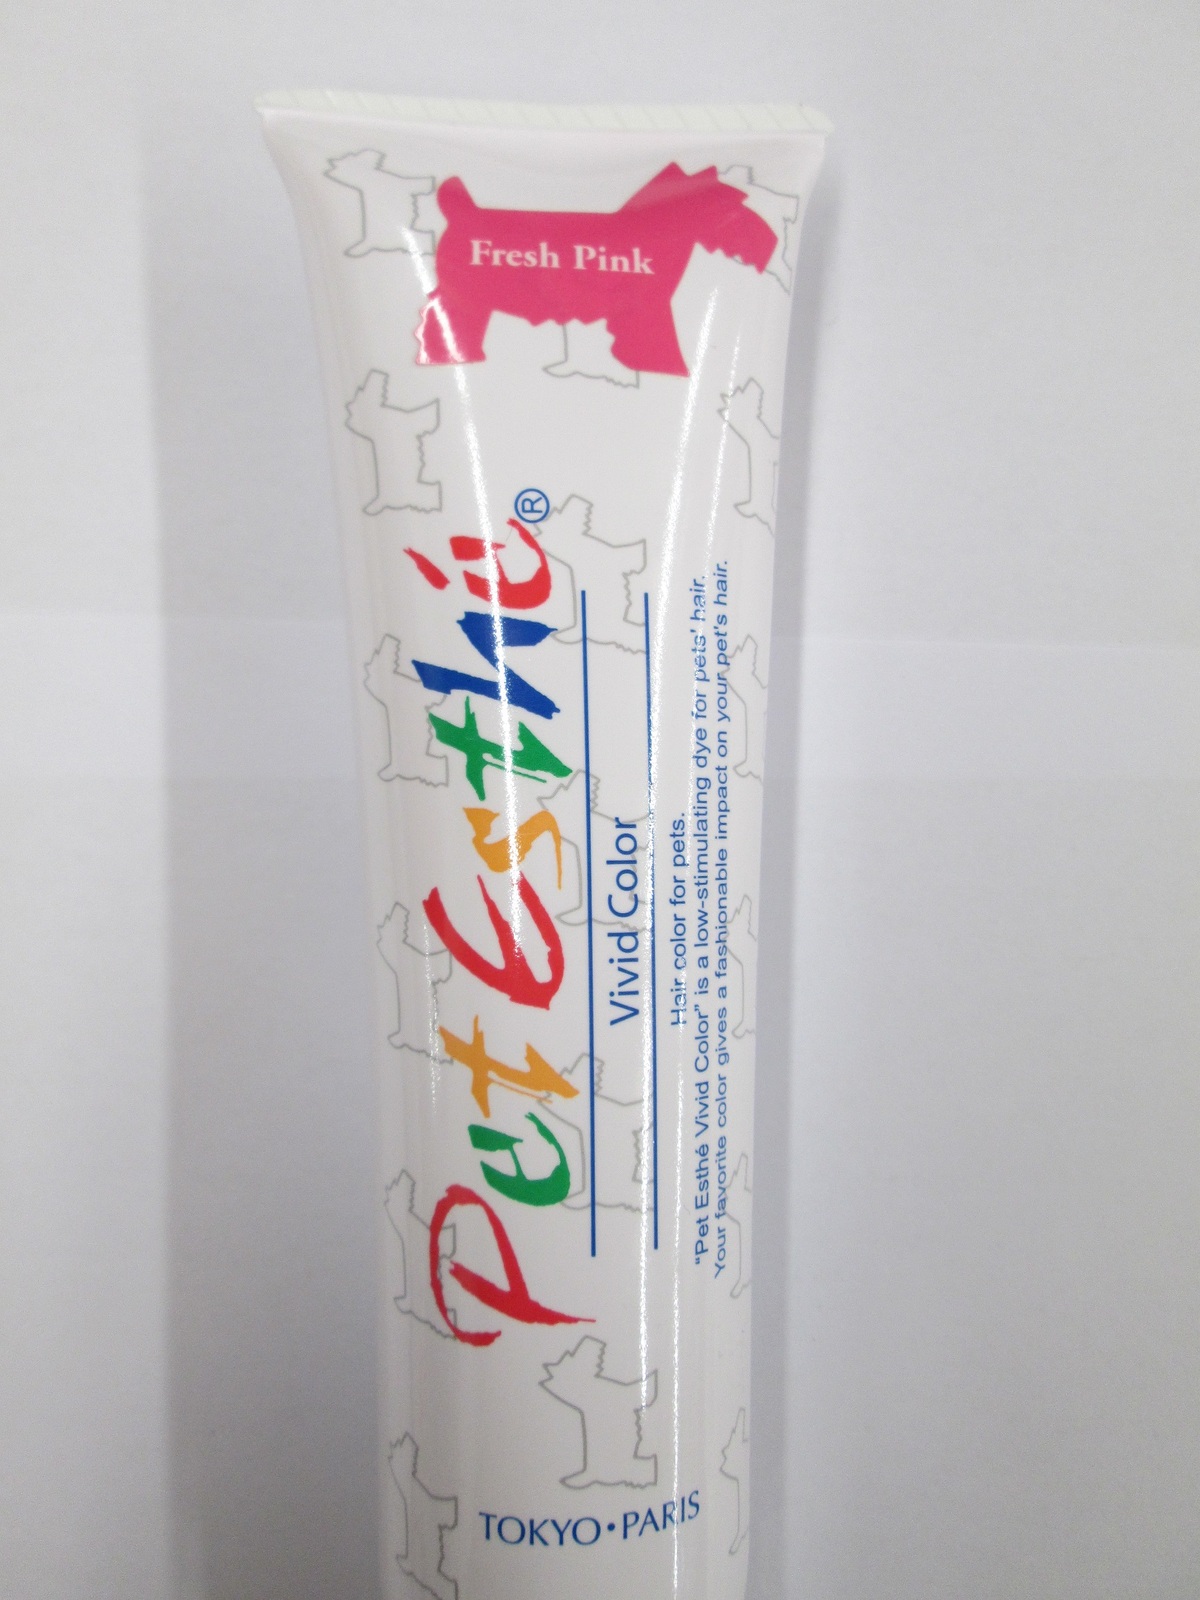 Fresh Pink
Pet Esthé®
Vivid Color
Hair color for pets.
"Pet Esthé Vivid Color" is a low-stimulating dye for pets' hair.
Your favorite color gives a fashionable impact on your pet's hair.
TOKYO•PARIS